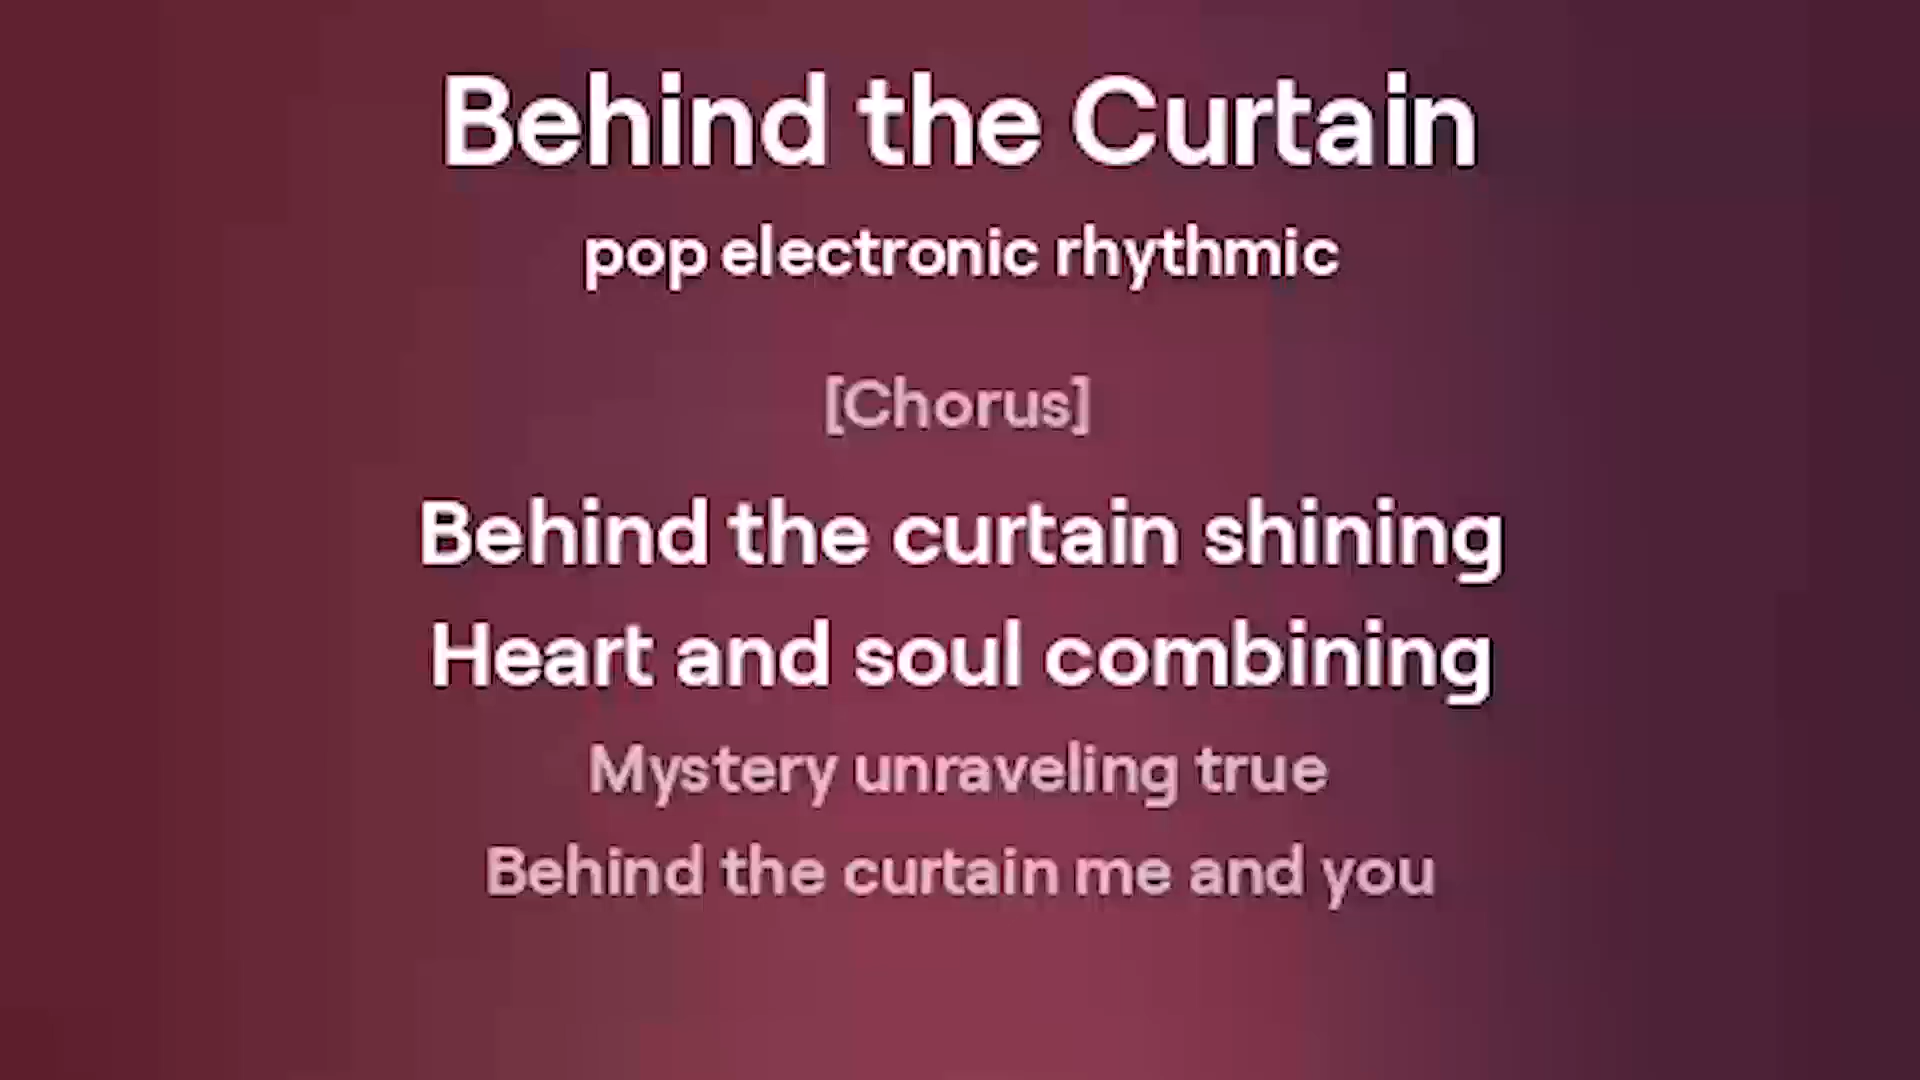 Behind the Curtain
pop electronic rhythmic
[Chorus]
Behind the curtain shining
Heart and soul combining
Mystery unraveling true
Behind the curtain me and you